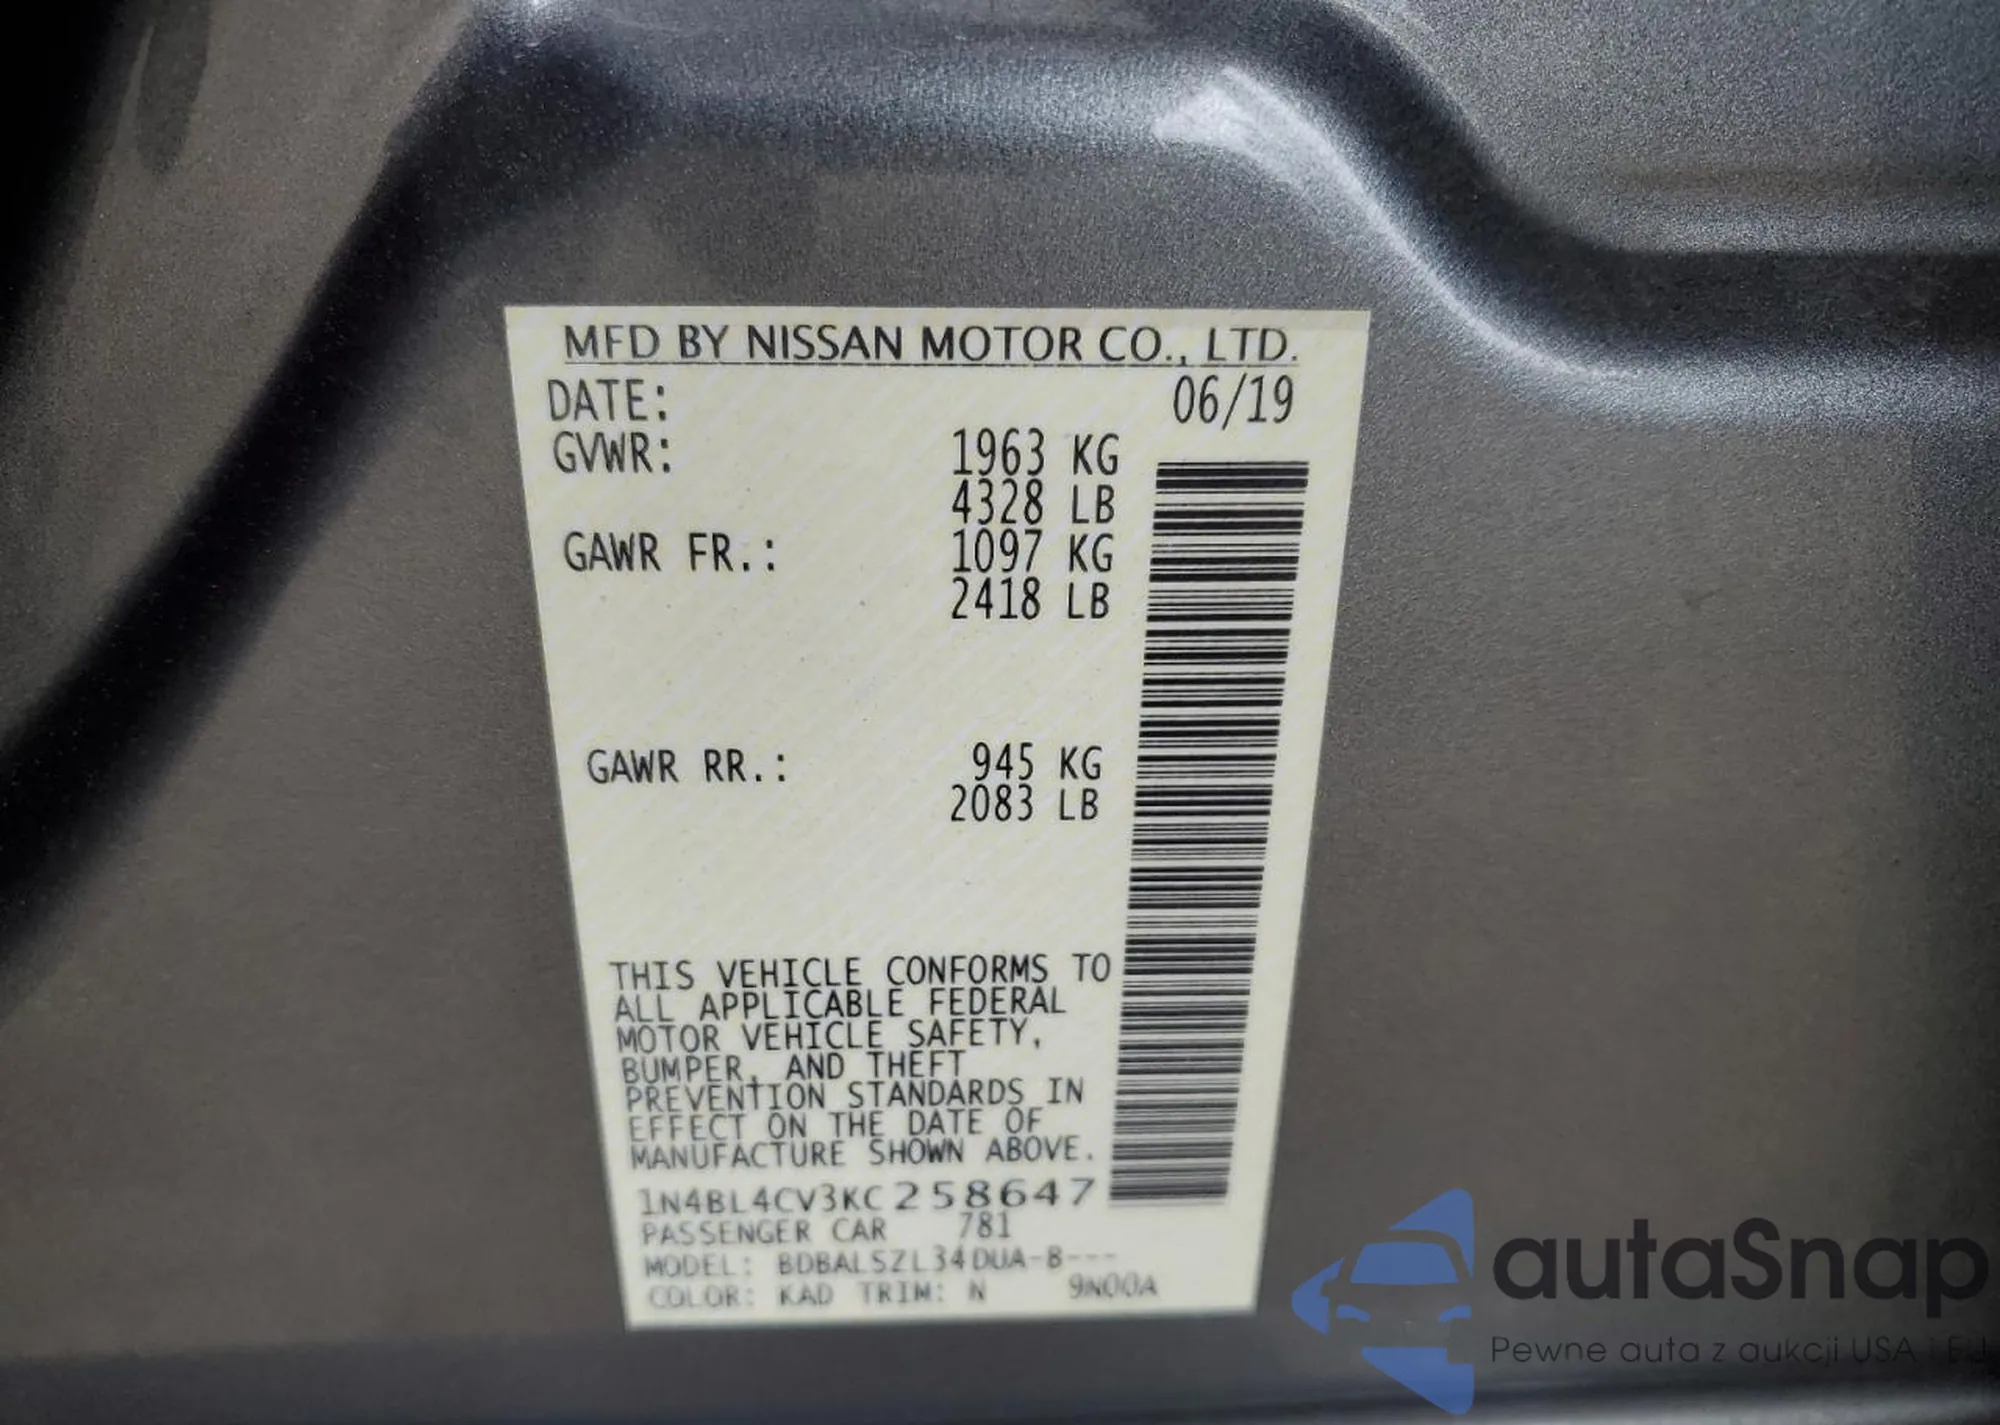 MFD BY NISSAN MOTOR CO., LTD.
DATE: 06/19
GVWR: 1963 KG
4328 LB
GAWR FR.: 1097 KG
2418 LB
GAWR RR.: 945 KG
2083 LB
THIS VEHICLE CONFORMS TO
ALL APPLICABLE FEDERAL
MOTOR VEHICLE SAFETY,
BUMPER, AND THEFT
PREVENTION STANDARDS IN
EFFECT ON THE DATE OF
MANUFACTURE SHOWN ABOVE.
1N4BL4CV3KC258647
PASSENGER CAR 781
MODEL: BDBALSZL34DUA-B---
COLOR: KAD TRIM: N 9N00A
autaSnap
Pewne auta z aukcji USA i EU